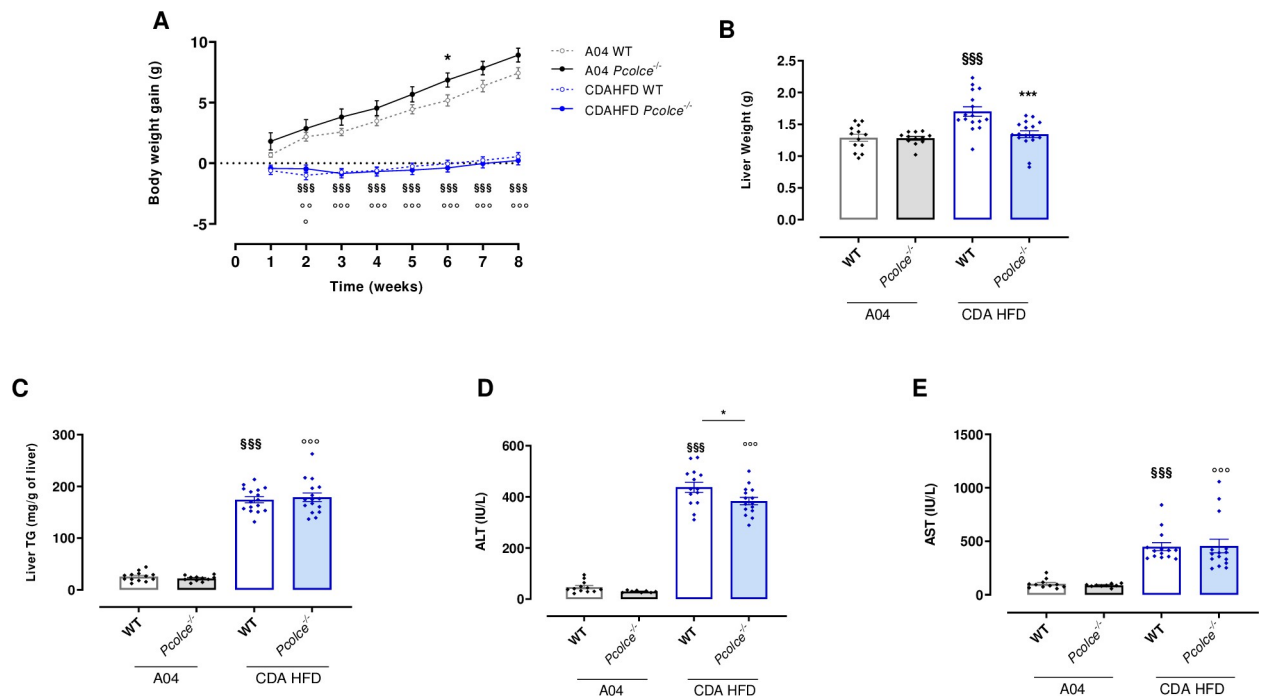 A
Body weight gain (g)
10
5
0
-5
*
§§§ §§§ §§§ §§§ §§§ §§§ §§§
°° °°° °°° °°° °°° °°° °°°
°
0 1 2 3 4 5 6 7 8
Time (weeks)
A04 WT
A04 Pcolce-/-
CDAHFD WT
CDAHFD Pcolce-/-
B
Liver Weight (g)
2.5
2.0
1.5
1.0
0.5
0.0
§§§
***
WT Pcolce-/- WT Pcolce-/-
A04 CDA HFD
C
Liver TG (mg/g of liver)
300
200
100
0
§§§ °°°
WT Pcolce-/- WT Pcolce-/-
A04 CDA HFD
D
ALT (IU/L)
600
400
200
0
*
§§§ °°°
WT Pcolce-/- WT Pcolce-/-
A04 CDA HFD
E
AST (IU/L)
1500
1000
500
0
§§§ °°°
WT Pcolce-/- WT Pcolce-/-
A04 CDA HFD